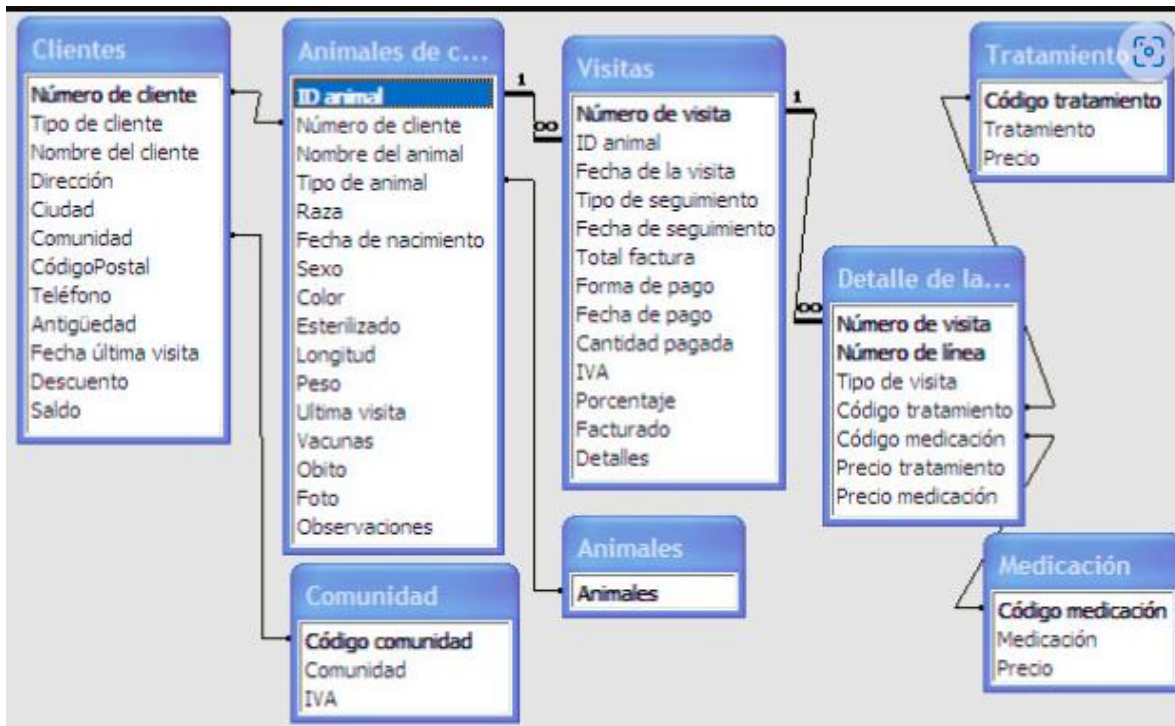 Clientes
Número de cliente
Tipo de cliente
Nombre del cliente
Dirección
Ciudad
Comunidad
CódigoPostal
Teléfono
Antigüedad
Fecha última visita
Descuento
Saldo
Animales de c...
ID animal
Número de cliente
Nombre del animal
Tipo de animal
Raza
Fecha de nacimiento
Sexo
Color
Esterilizado
Longitud
Peso
Ultima visita
Vacunas
Obito
Foto
Observaciones
1
∞
Visitas
Número de visita
ID animal
Fecha de la visita
Tipo de seguimiento
Fecha de seguimiento
Total factura
Forma de pago
Fecha de pago
Cantidad pagada
IVA
Porcentaje
Facturado
Detalles
1
∞
Tratamiento
Código tratamiento
Tratamiento
Precio
Detalle de la...
Número de visita
Número de línea
Tipo de visita
Código tratamiento
Código medicación
Precio tratamiento
Precio medicación
Comunidad
Código comunidad
Comunidad
IVA
Animales
Animales
Medicación
Código medicación
Medicación
Precio